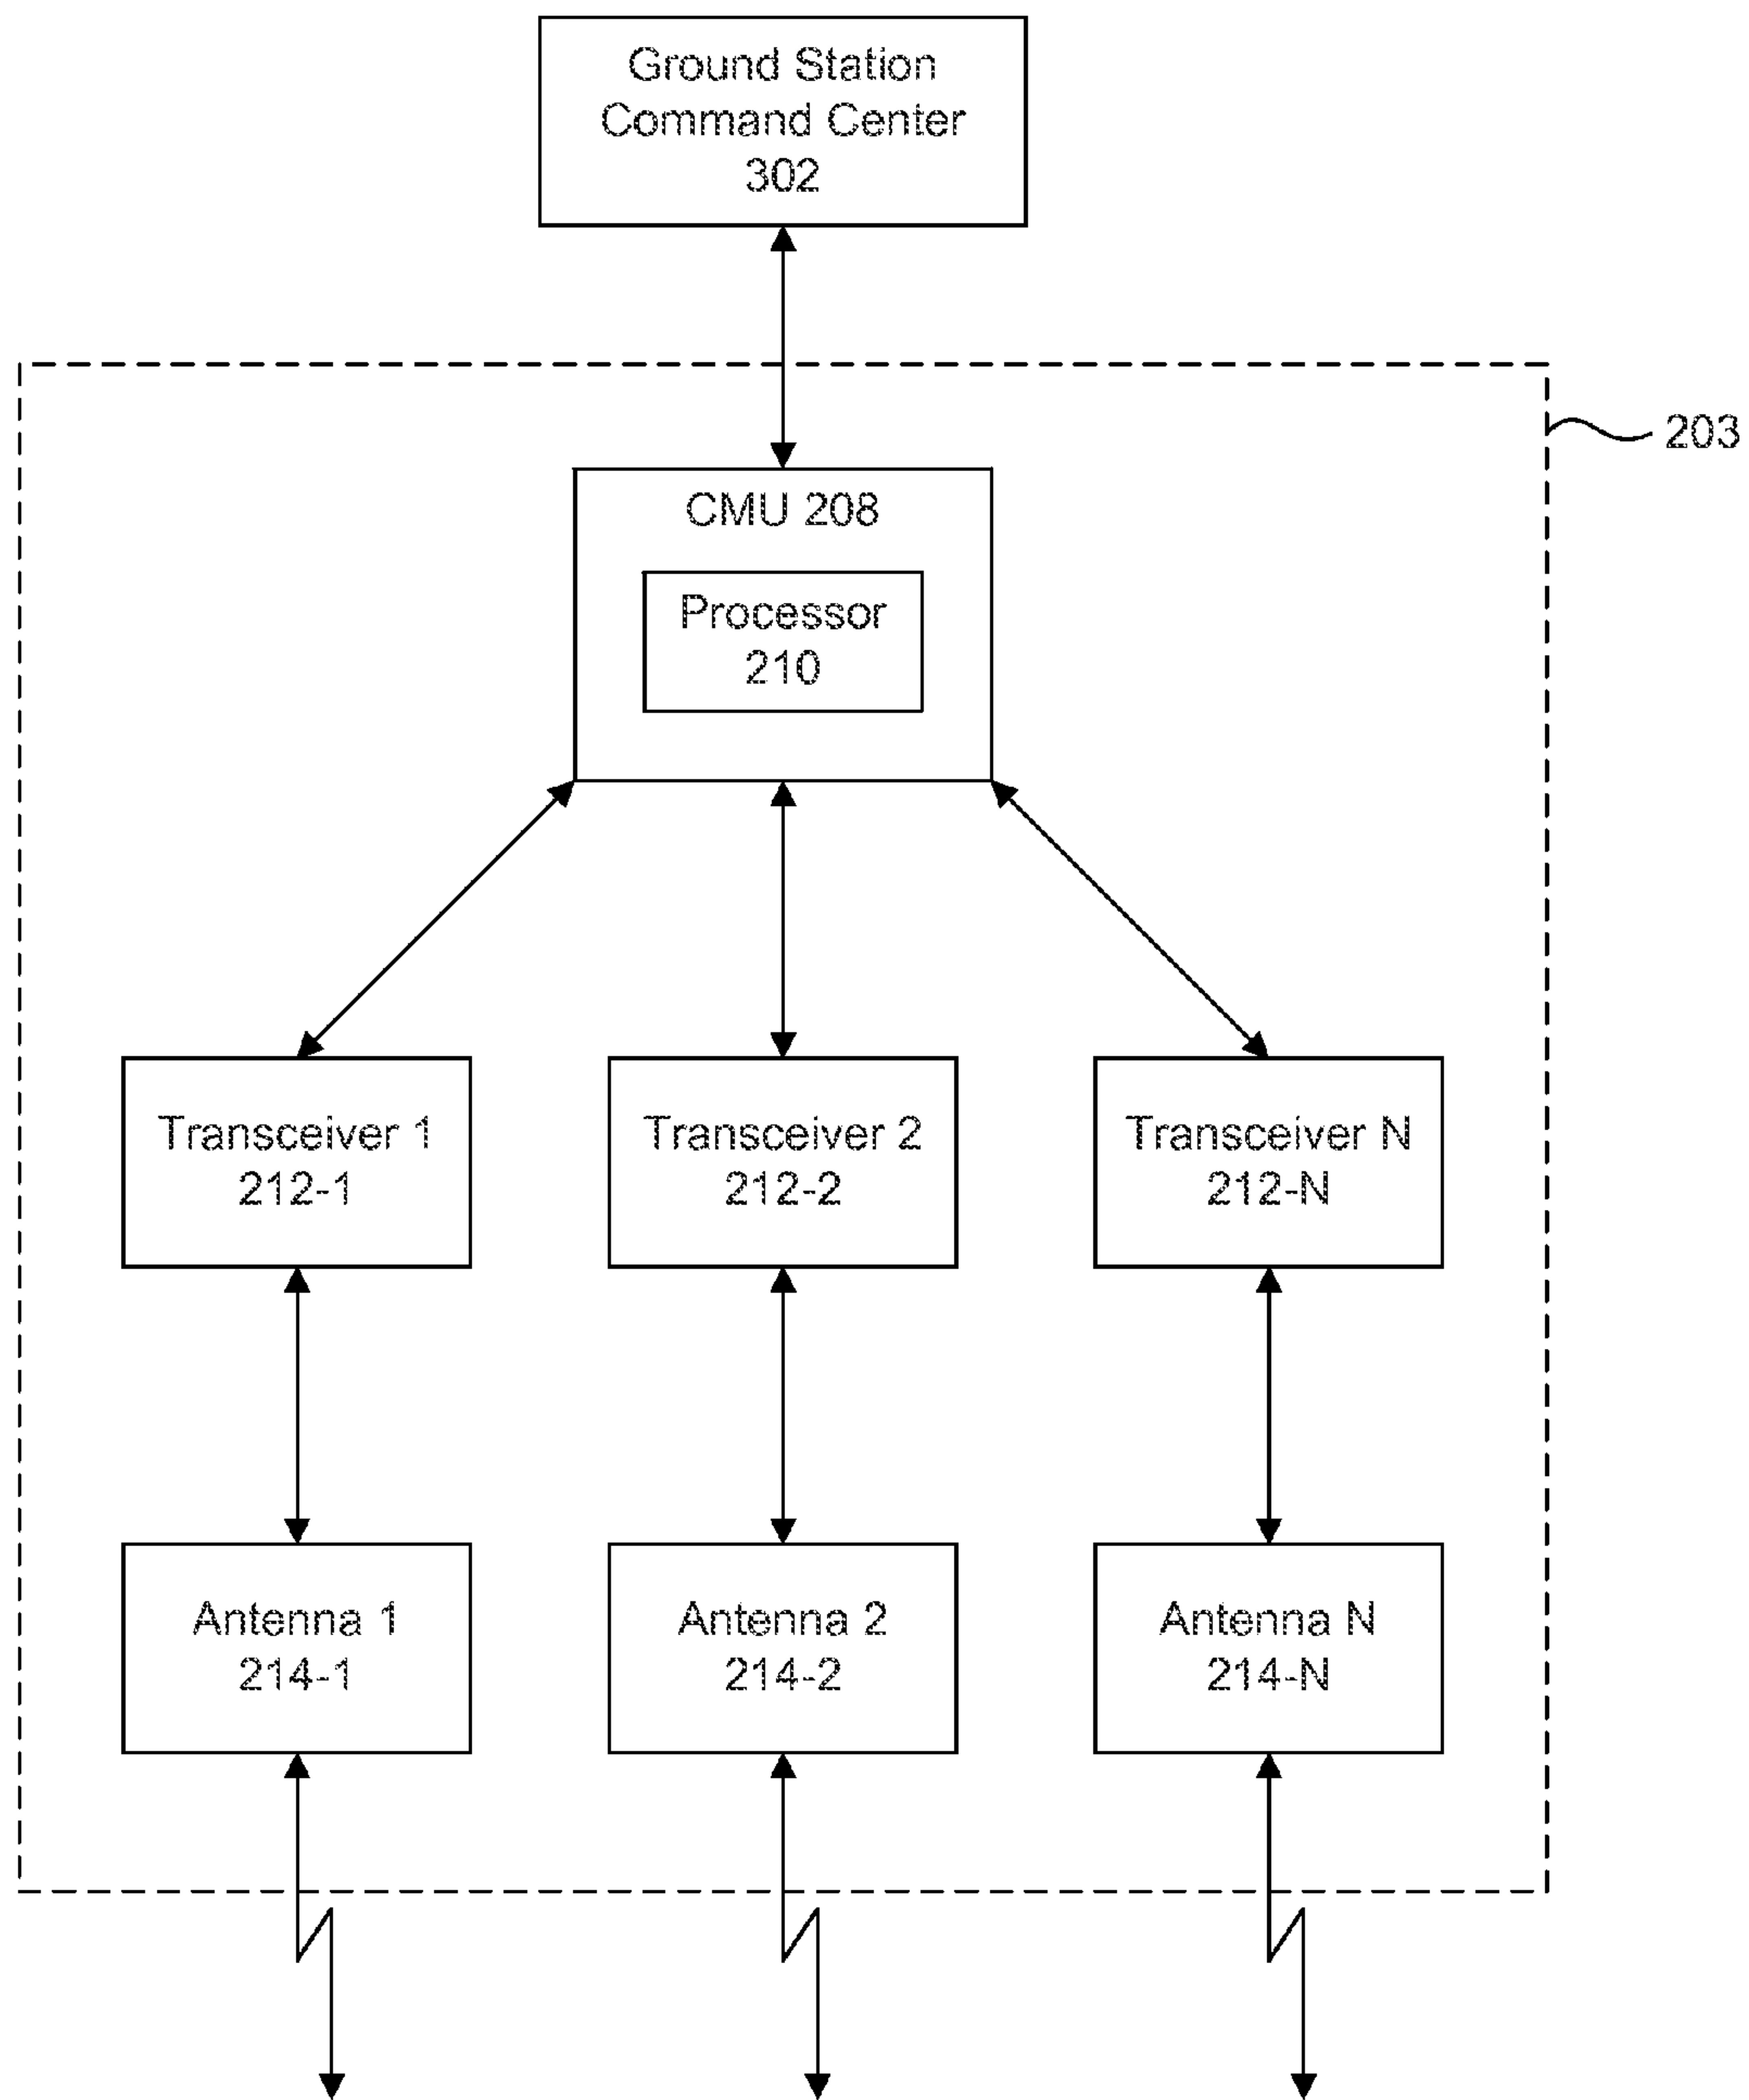 Ground Station
Command Center
302
203
CMU 208
Processor
210
Transceiver 1
212-1
Transceiver 2
212-2
Transceiver N
212-N
Antenna 1
214-1
Antenna 2
214-2
Antenna N
214-N